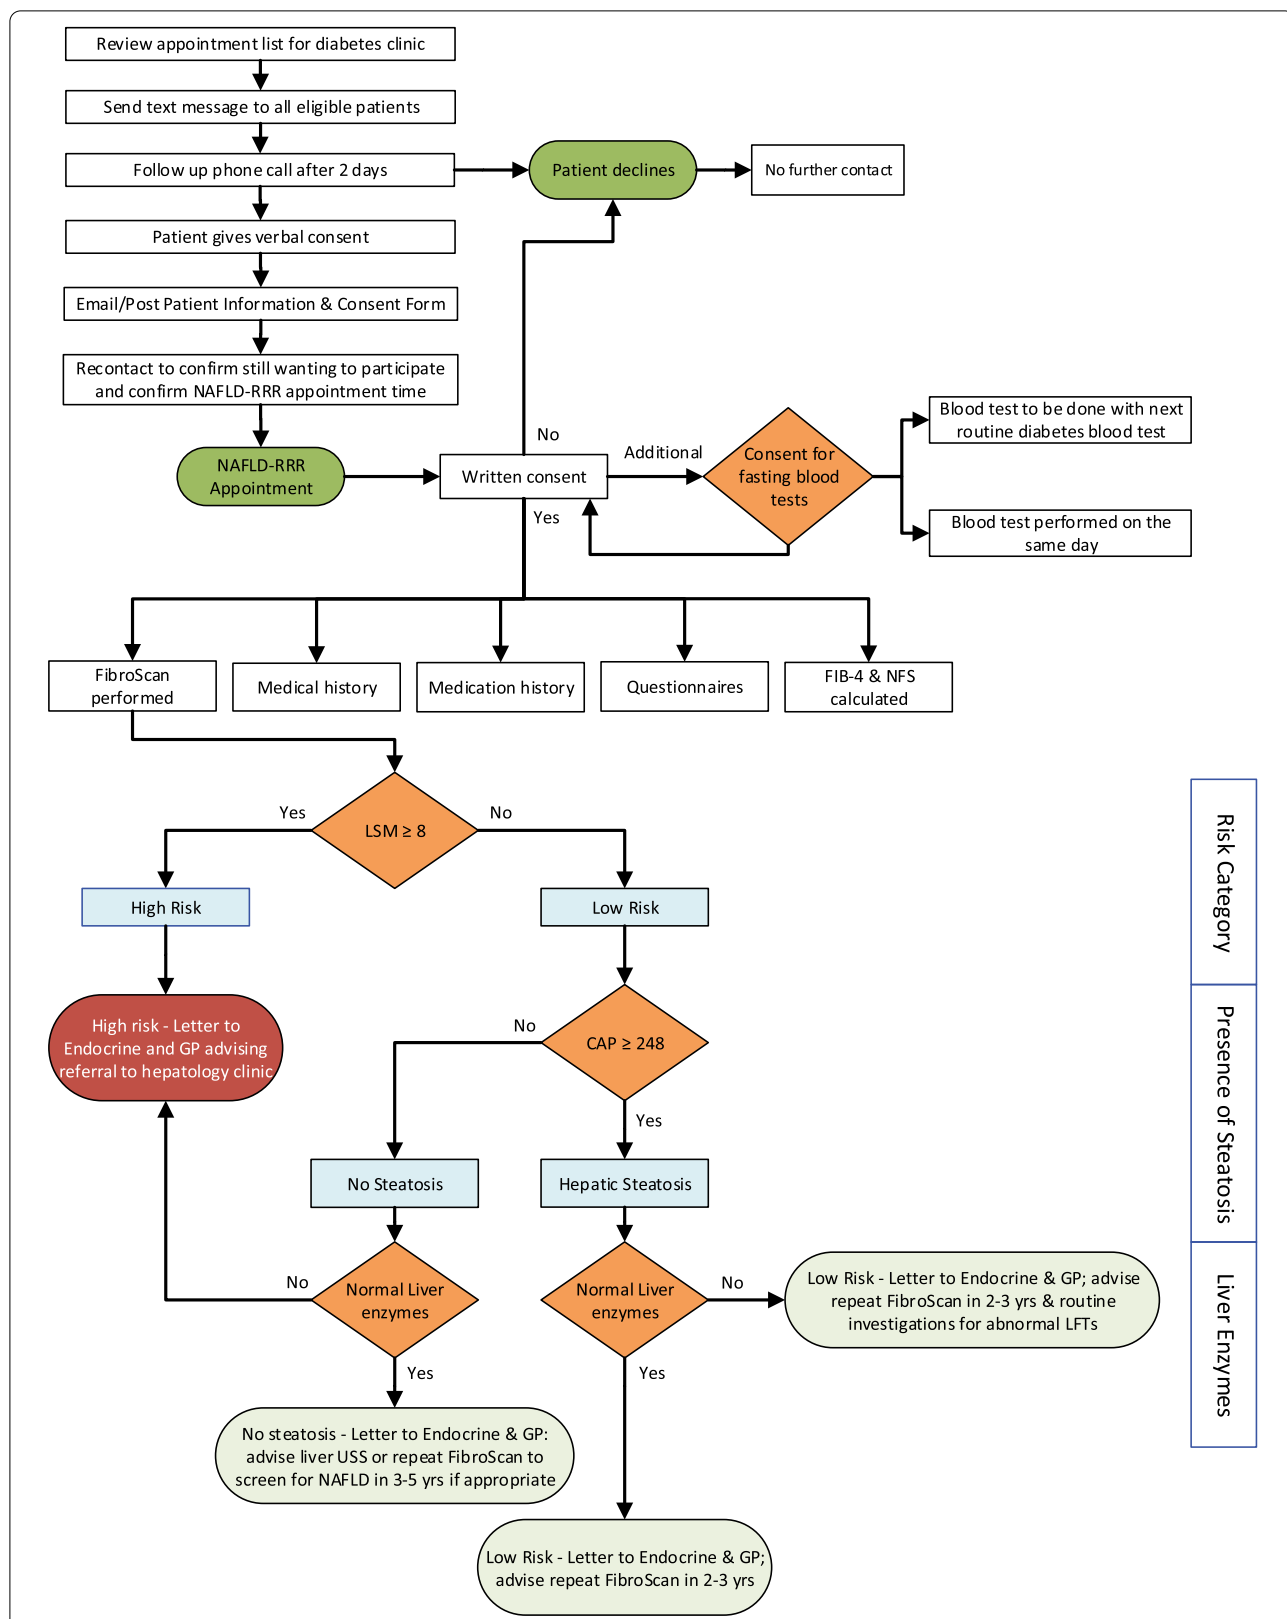 Review appointment list for diabetes clinic
Send text message to all eligible patients
Follow up phone call after 2 days
Patient declines
No further contact
Patient gives verbal consent
Email/Post Patient Information & Consent Form
Recontact to confirm still wanting to participate
and confirm NAFLD-RRR appointment time
NAFLD-RRR
Appointment
Written consent
No
Yes
Additional
Consent for
fasting blood
tests
Blood test to be done with next
routine diabetes blood test
Blood test performed on the
same day
FibroScan
performed
Medical history
Medication history
Questionnaires
FIB-4 & NFS
calculated
LSM ≥ 8
Yes
No
High Risk
Low Risk
High risk - Letter to
Endocrine and GP advising
referral to hepatology clinic
CAP ≥ 248
No
Yes
No Steatosis
Hepatic Steatosis
Normal Liver
enzymes
No
Yes
Normal Liver
enzymes
No
Yes
Low Risk - Letter to Endocrine & GP; advise
repeat FibroScan in 2-3 yrs & routine
investigations for abnormal LFTs
No steatosis - Letter to Endocrine & GP:
advise liver USS or repeat FibroScan to
screen for NAFLD in 3-5 yrs if appropriate
Low Risk - Letter to Endocrine & GP;
advise repeat FibroScan in 2-3 yrs
Risk Category
Presence of Steatosis
Liver Enzymes